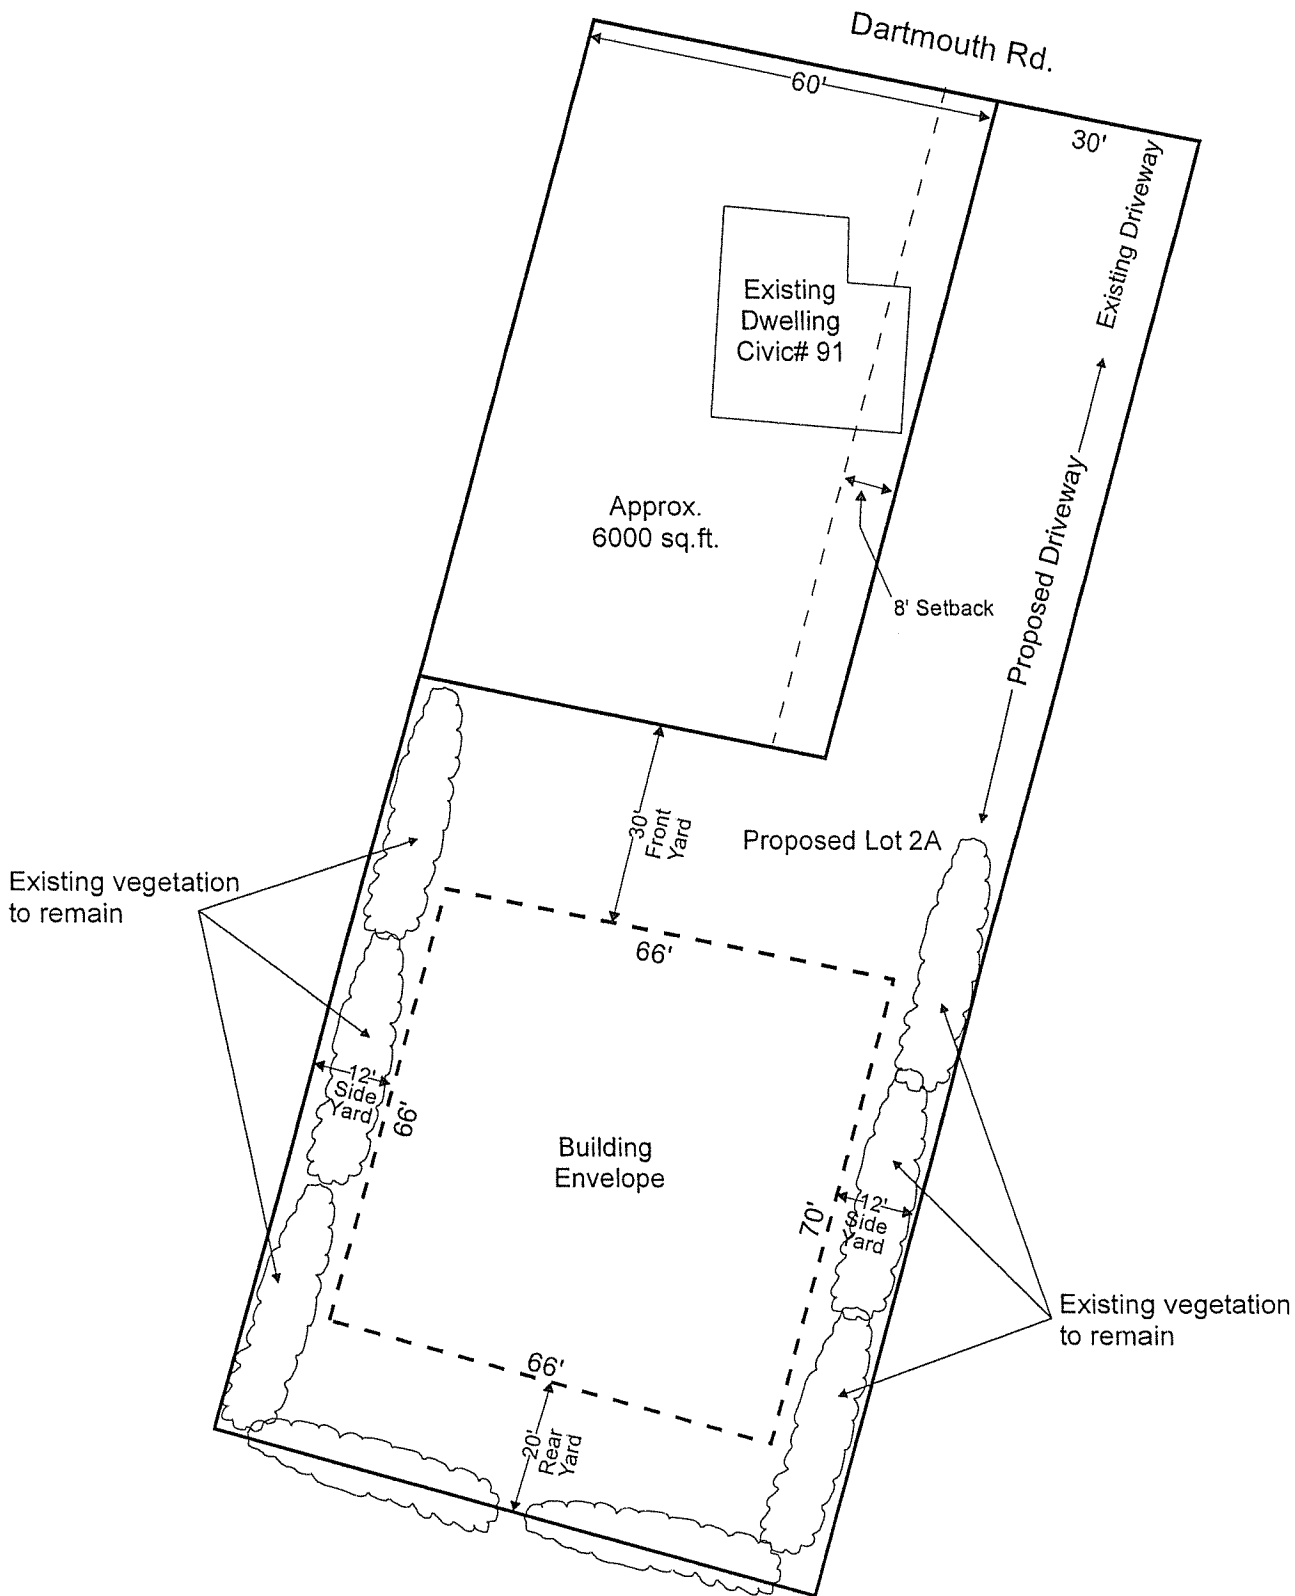 Dartmouth Rd.
60'
30'
Existing Driveway
Existing
Dwelling
Civic# 91
Approx.
6000 sq.ft.
8' Setback
Proposed Driveway
30'
Front
Yard
Proposed Lot 2A
Existing vegetation
to remain
66'
12'
Side
Yard
66'
Building
Envelope
70'
12'
Side
Yard
Existing vegetation
to remain
66'
20'
Rear
Yard